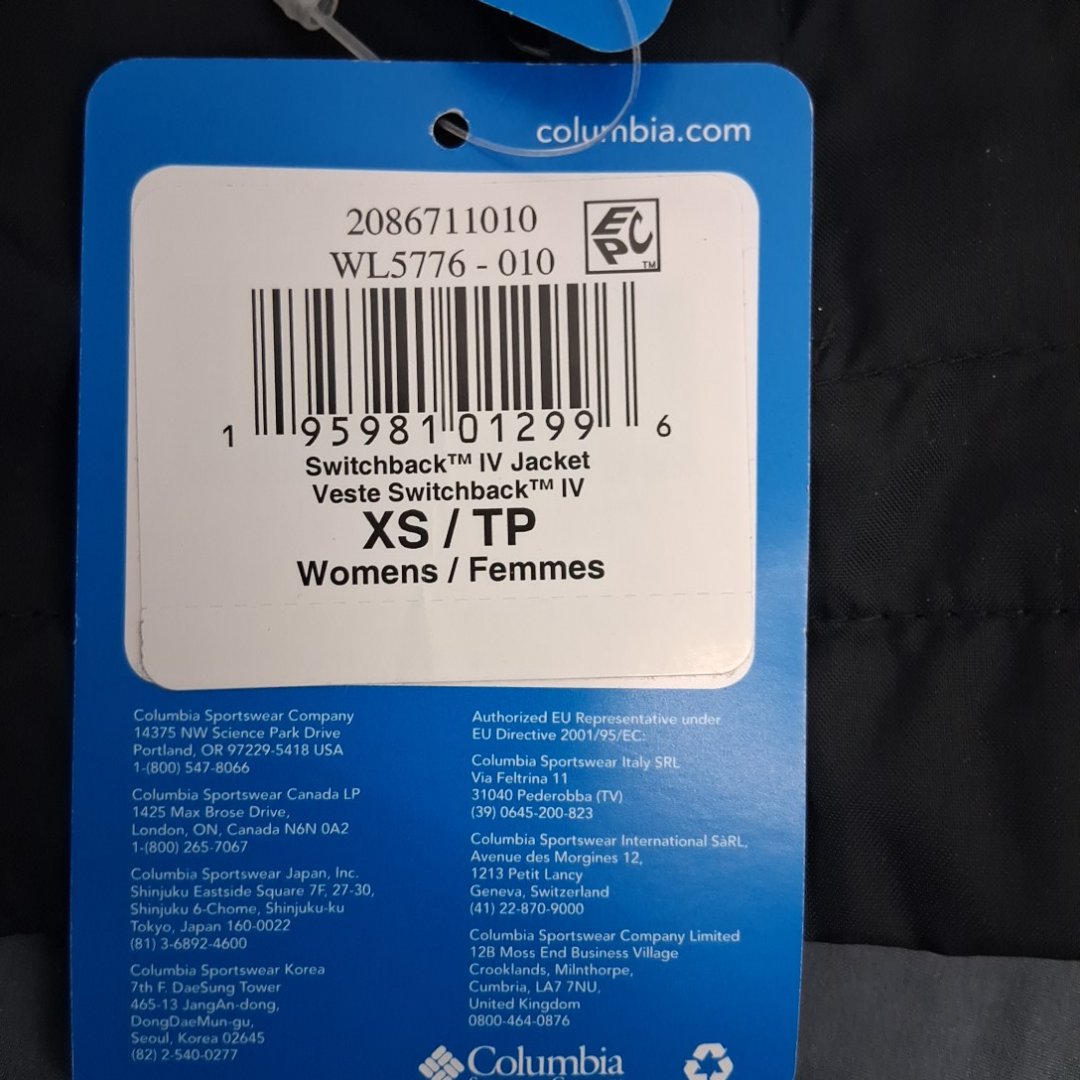 columbia.com
2086711010
WL5776 - 010
EPC
TM
1 95981 01299 6
Switchback™ IV Jacket
Veste Switchback™ IV
XS / TP
Womens / Femmes
Columbia Sportswear Company
14375 NW Science Park Drive
Portland, OR 97229-5418 USA
1-(800) 547-8066
Columbia Sportswear Canada LP
1425 Max Brose Drive,
London, ON, Canada N6N 0A2
1-(800) 265-7067
Columbia Sportswear Japan, Inc.
Shinjuku Eastside Square 7F, 27-30,
Shinjuku 6-Chome, Shinjuku-ku
Tokyo, Japan 160-0022
(81) 3-6892-4600
Columbia Sportswear Korea
7th F. DaeSung Tower
465-13 JangAn-dong,
DongDaeMun-gu,
Seoul, Korea 02645
(82) 2-540-0277
Authorized EU Representative under
EU Directive 2001/95/EC:
Columbia Sportswear Italy SRL
Via Feltrina 11
31040 Pederobba (TV)
(39) 0645-200-823
Columbia Sportswear International SàRL,
Avenue des Morgines 12,
1213 Petit Lancy
Geneva, Switzerland
(41) 22-870-9000
Columbia Sportswear Company Limited
12B Moss End Business Village
Crooklands, Milnthorpe,
Cumbria, LA7 7NU,
United Kingdom
0800-464-0876
Columbia